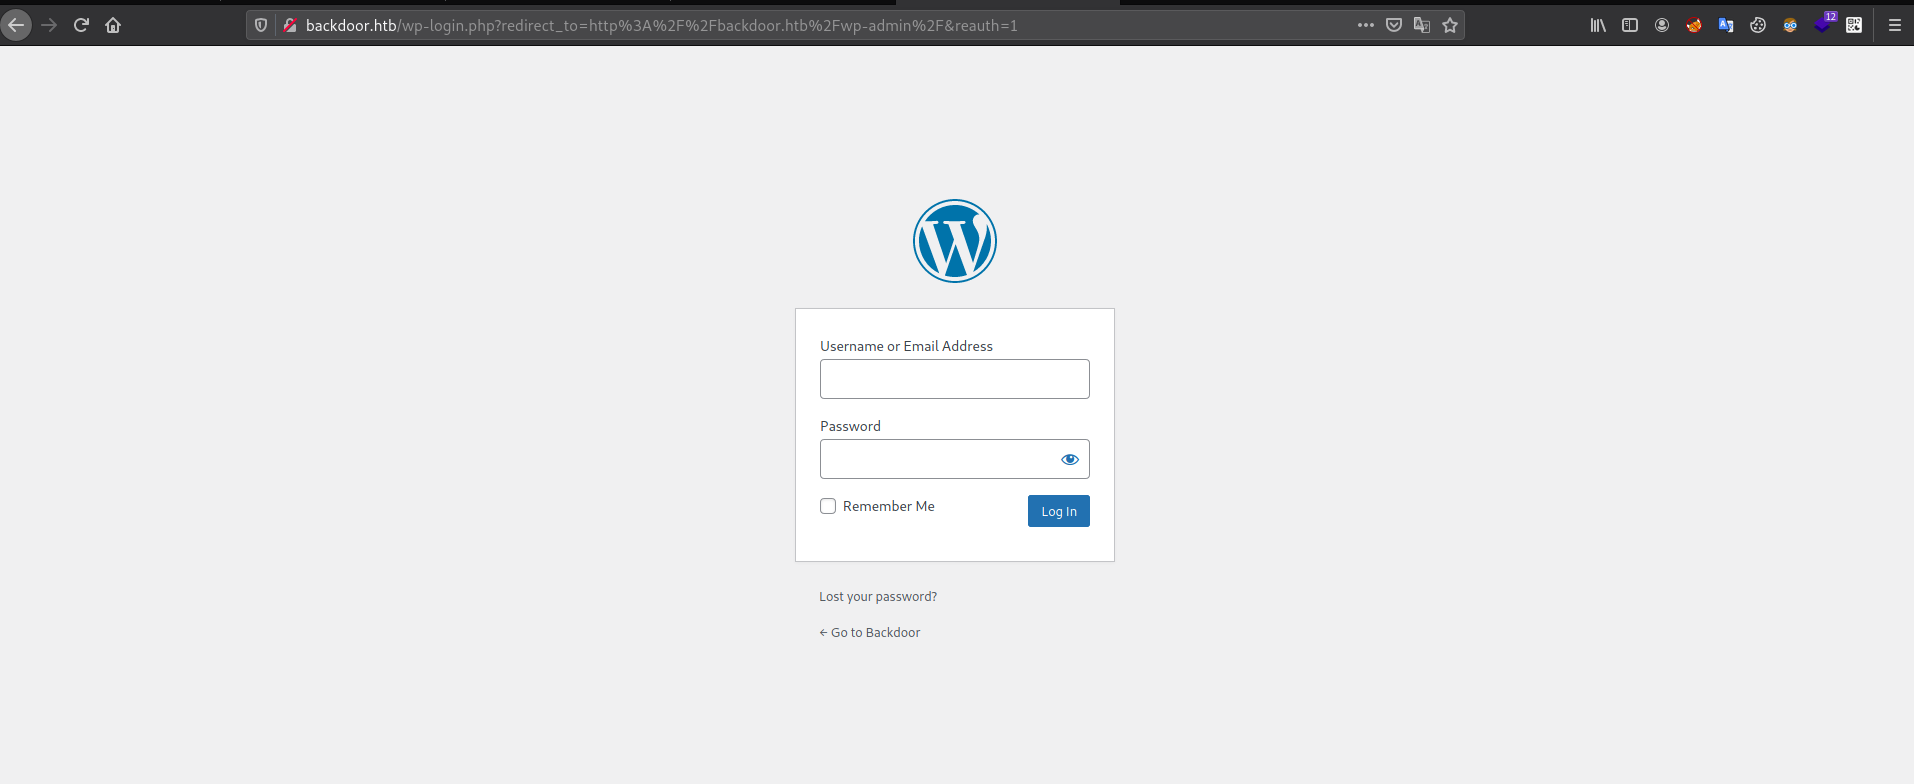 backdoor.htb/wp-login.php?redirect_to=http%3A%2F%2Fbackdoor.htb%2Fwp-admin%2F&reauth=1
12
Username or Email Address
Password
Remember Me
Log In
Lost your password?
← Go to Backdoor